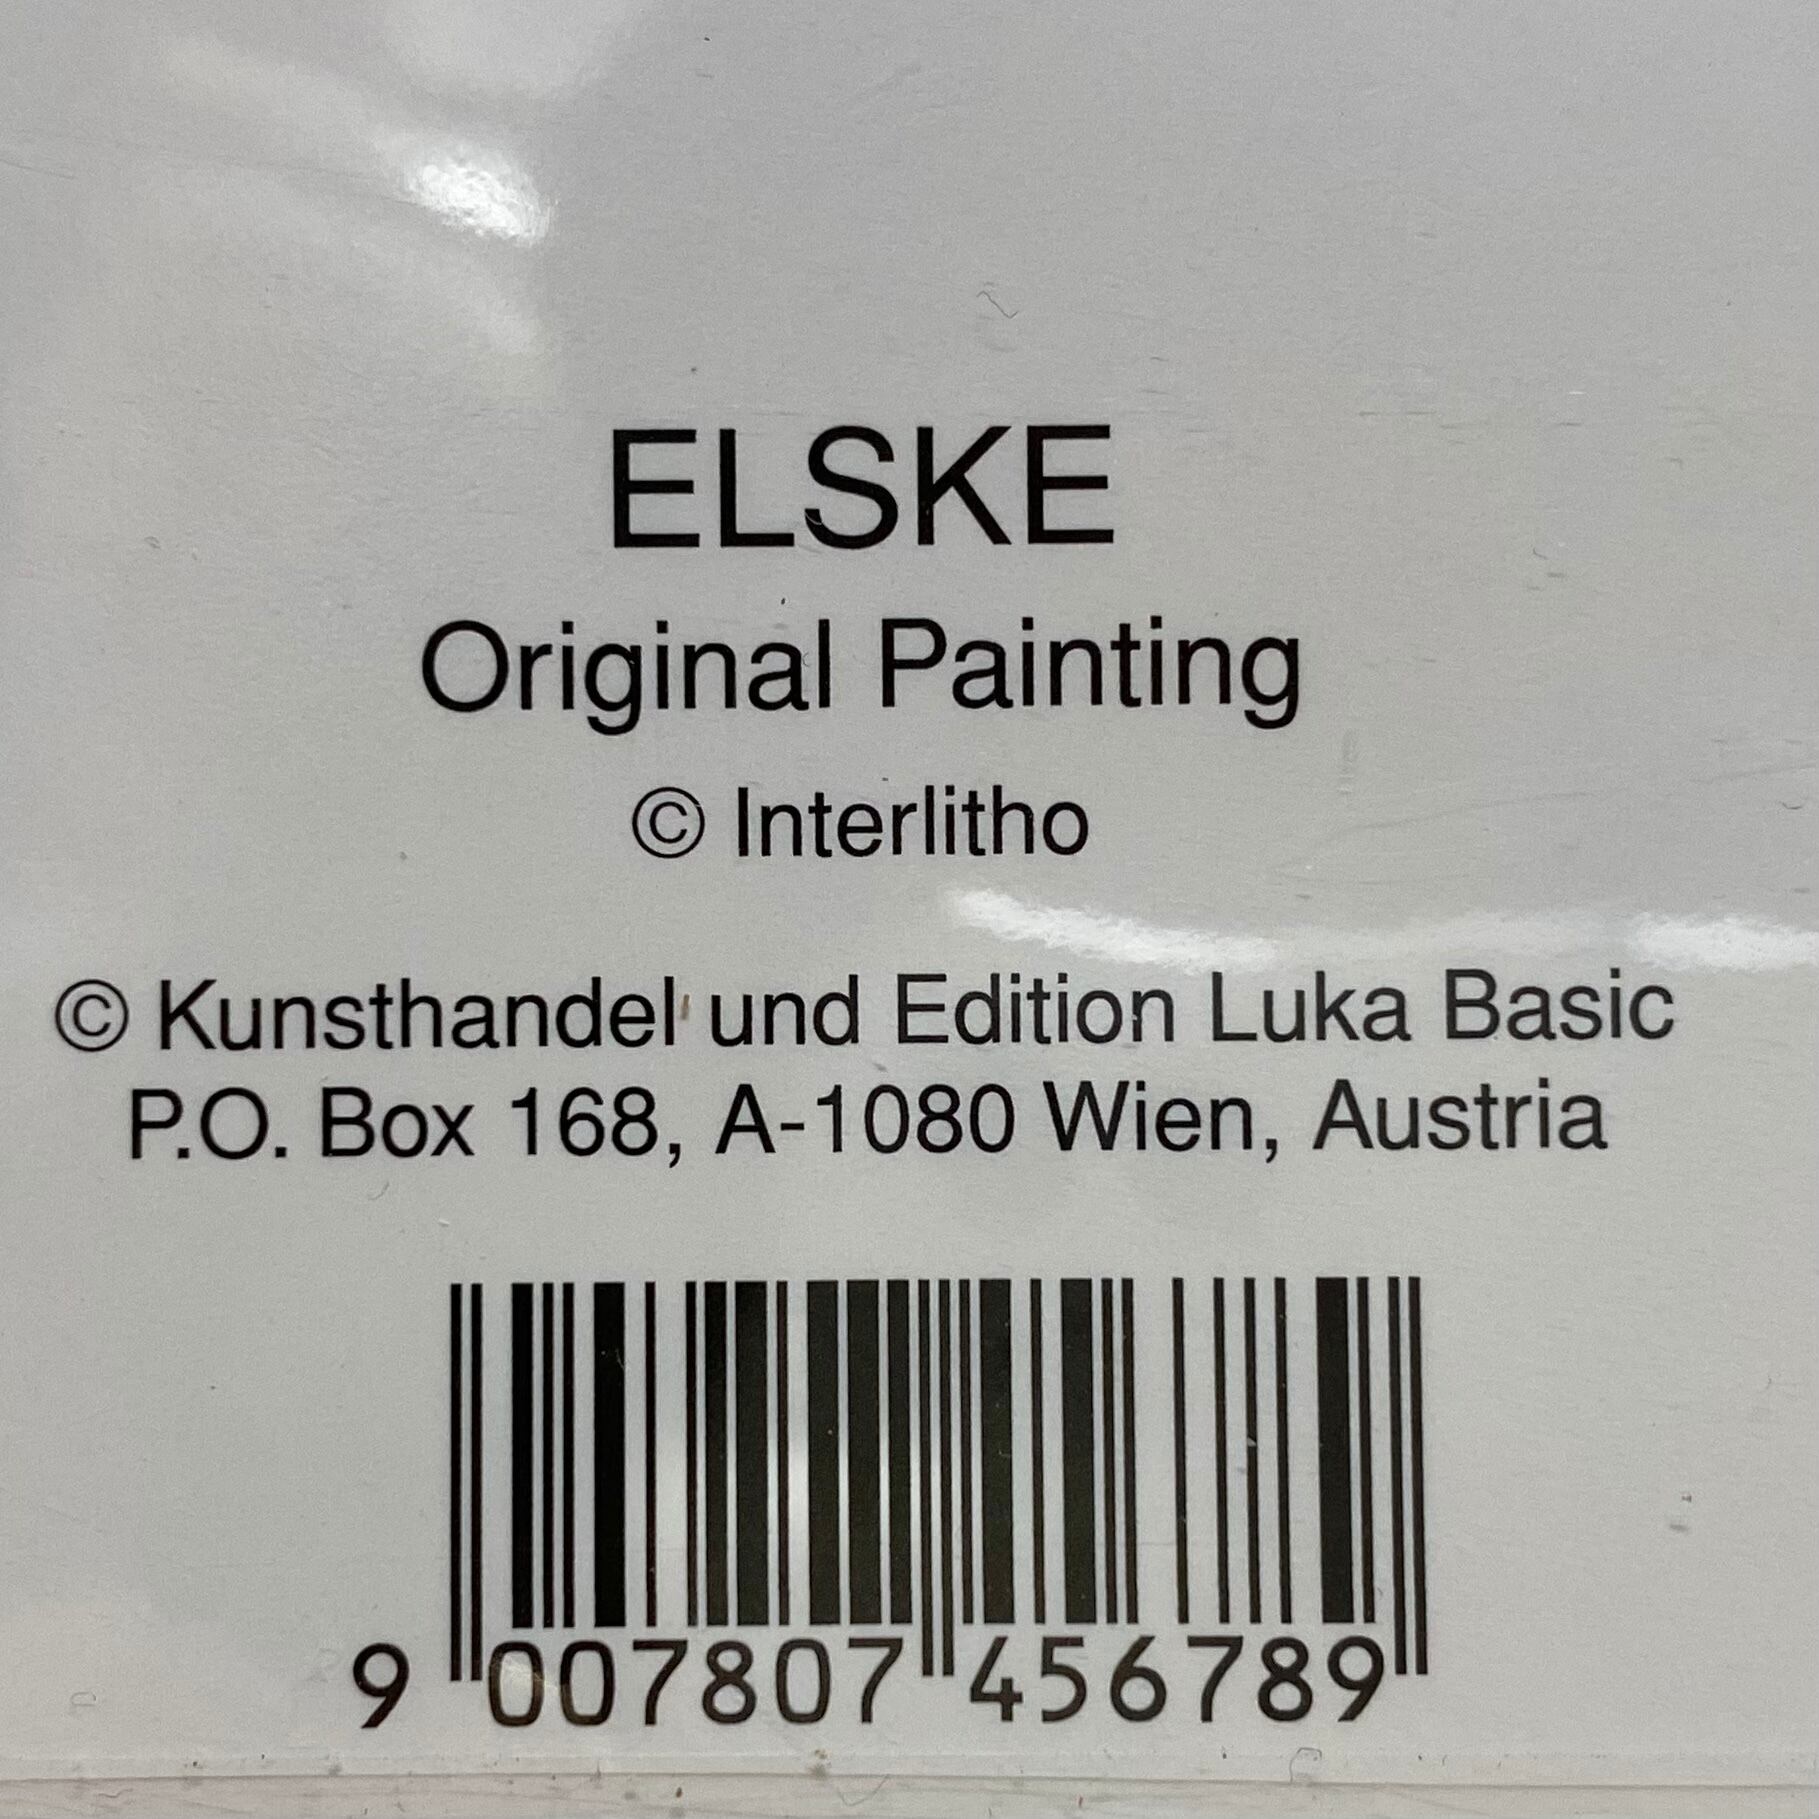 ELSKE
Original Painting
© Interlitho
© Kunsthandel und Edition Luka Basic
P.O. Box 168, A-1080 Wien, Austria
9 007807 456789